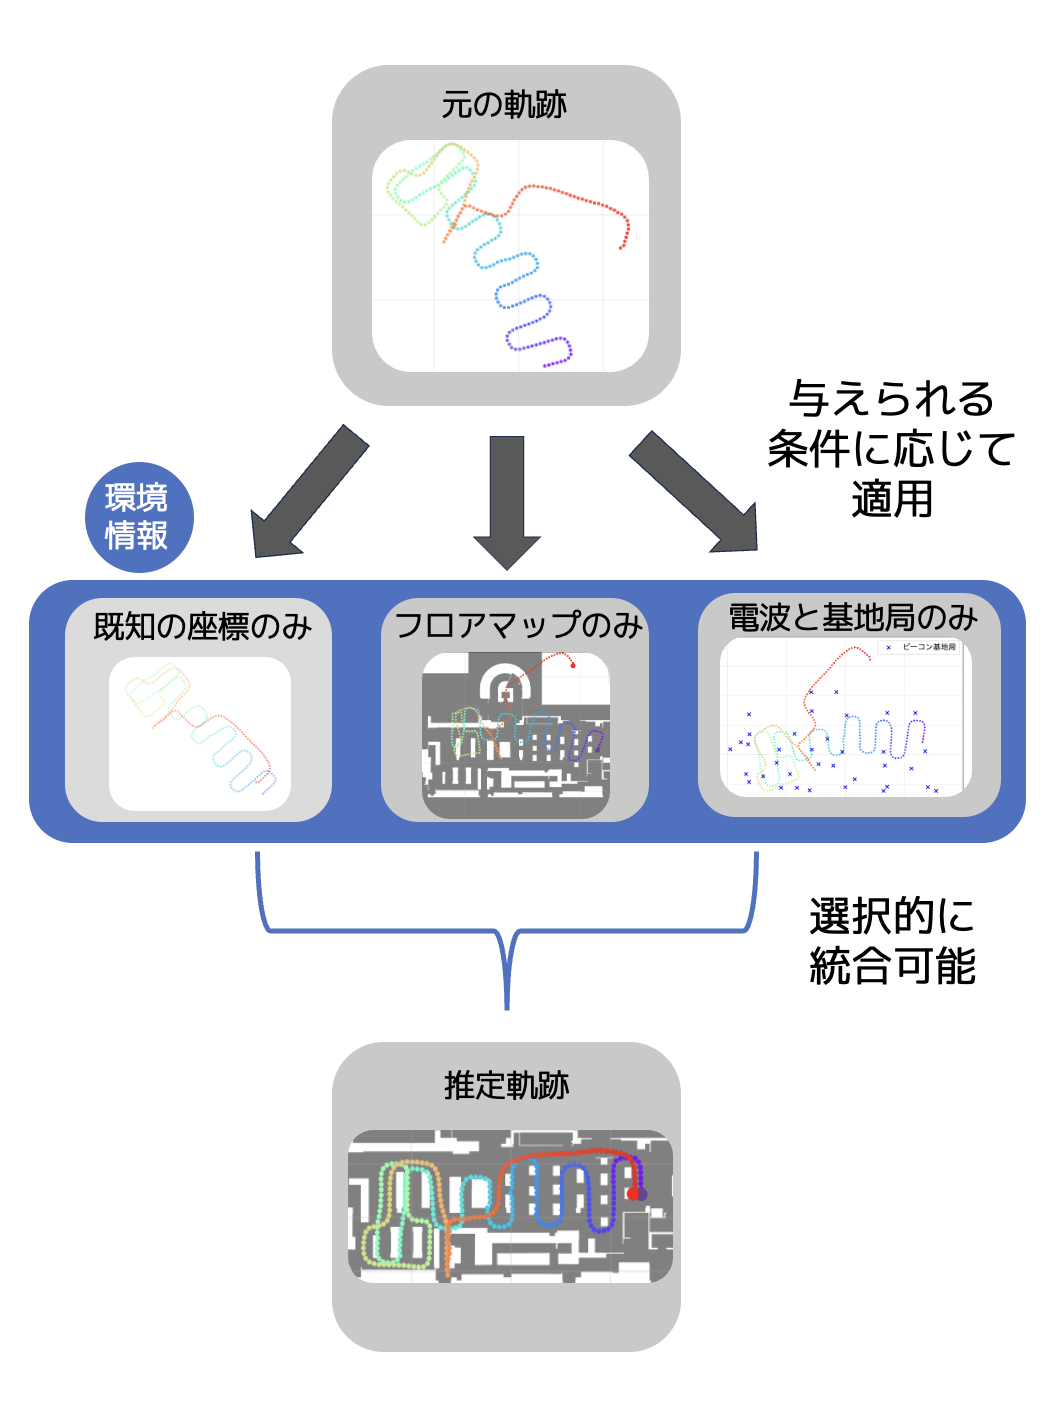 元の軌跡
与えられる
条件に応じて
適用
環境
情報
既知の座標のみ
フロアマップのみ
電波と基地局のみ
ビーコン基地局
選択的に
統合可能
推定軌跡